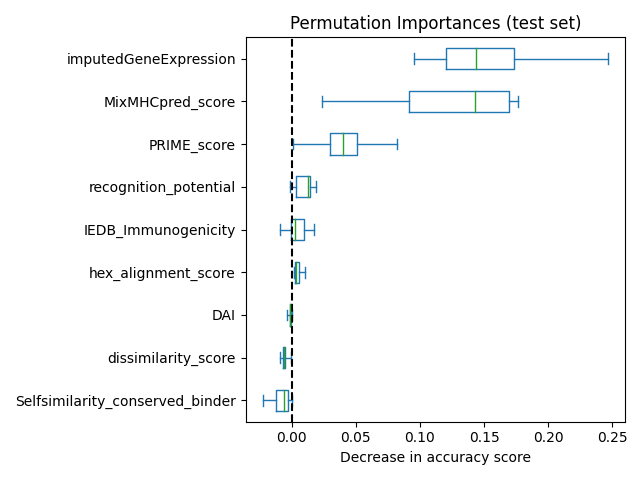 Permutation Importances (test set)
imputedGeneExpression
MixMHCpred_score
PRIME_score
recognition_potential
IEDB_Immunogenicity
hex_alignment_score
DAI
dissimilarity_score
Selfsimilarity_conserved_binder
0.00 0.05 0.10 0.15 0.20 0.25
Decrease in accuracy score